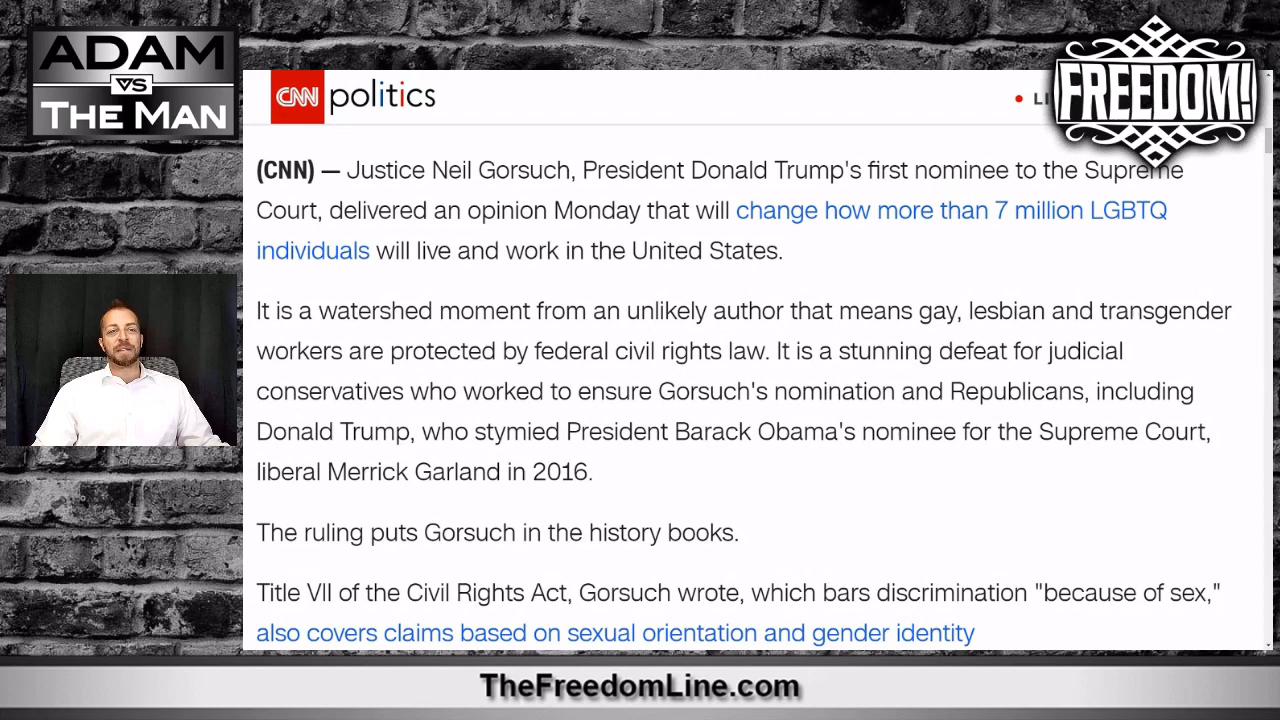 ADAM
VS
THE MAN
CNN politics
• LI
FREEDOM!
(CNN) — Justice Neil Gorsuch, President Donald Trump's first nominee to the Supreme
Court, delivered an opinion Monday that will change how more than 7 million LGBTQ
individuals will live and work in the United States.
It is a watershed moment from an unlikely author that means gay, lesbian and transgender
workers are protected by federal civil rights law. It is a stunning defeat for judicial
conservatives who worked to ensure Gorsuch's nomination and Republicans, including
Donald Trump, who stymied President Barack Obama's nominee for the Supreme Court,
liberal Merrick Garland in 2016.
The ruling puts Gorsuch in the history books.
Title VII of the Civil Rights Act, Gorsuch wrote, which bars discrimination "because of sex,"
also covers claims based on sexual orientation and gender identity
TheFreedomLine.com